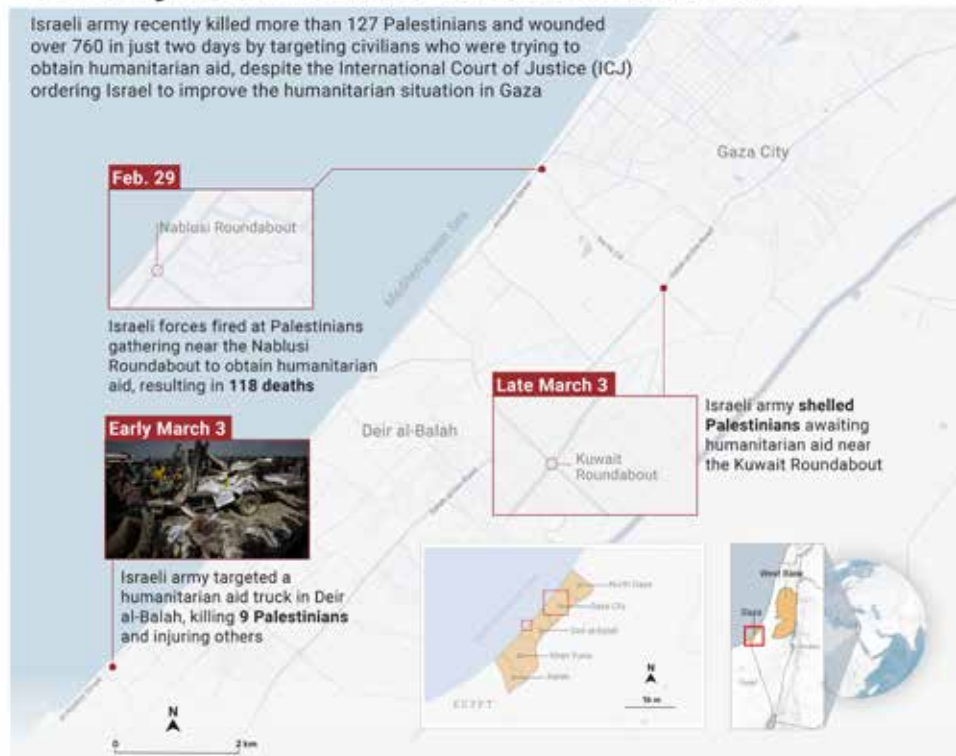 Israeli army recently killed more than 127 Palestinians and wounded
over 760 in just two days by targeting civilians who were trying to
obtain humanitarian aid, despite the International Court of Justice (ICJ)
ordering Israel to improve the humanitarian situation in Gaza
Gaza City
Feb. 29
Nablusi Roundabout
Mediterranean Sea
Israeli forces fired at Palestinians
gathering near the Nablusi
Roundabout to obtain humanitarian
aid, resulting in 118 deaths
Late March 3
Kuwait
Roundabout
Israeli army shelled
Palestinians awaiting
humanitarian aid near
the Kuwait Roundabout
Deir al-Balah
Early March 3
Israeli army targeted a
humanitarian aid truck in Deir
al-Balah, killing 9 Palestinians
and injuring others
N
0
2 km
North Gaza
Gaza City
Deir al-Balah
Khan Yunis
Rafah
EGYPT
N
West Bank
Gaza